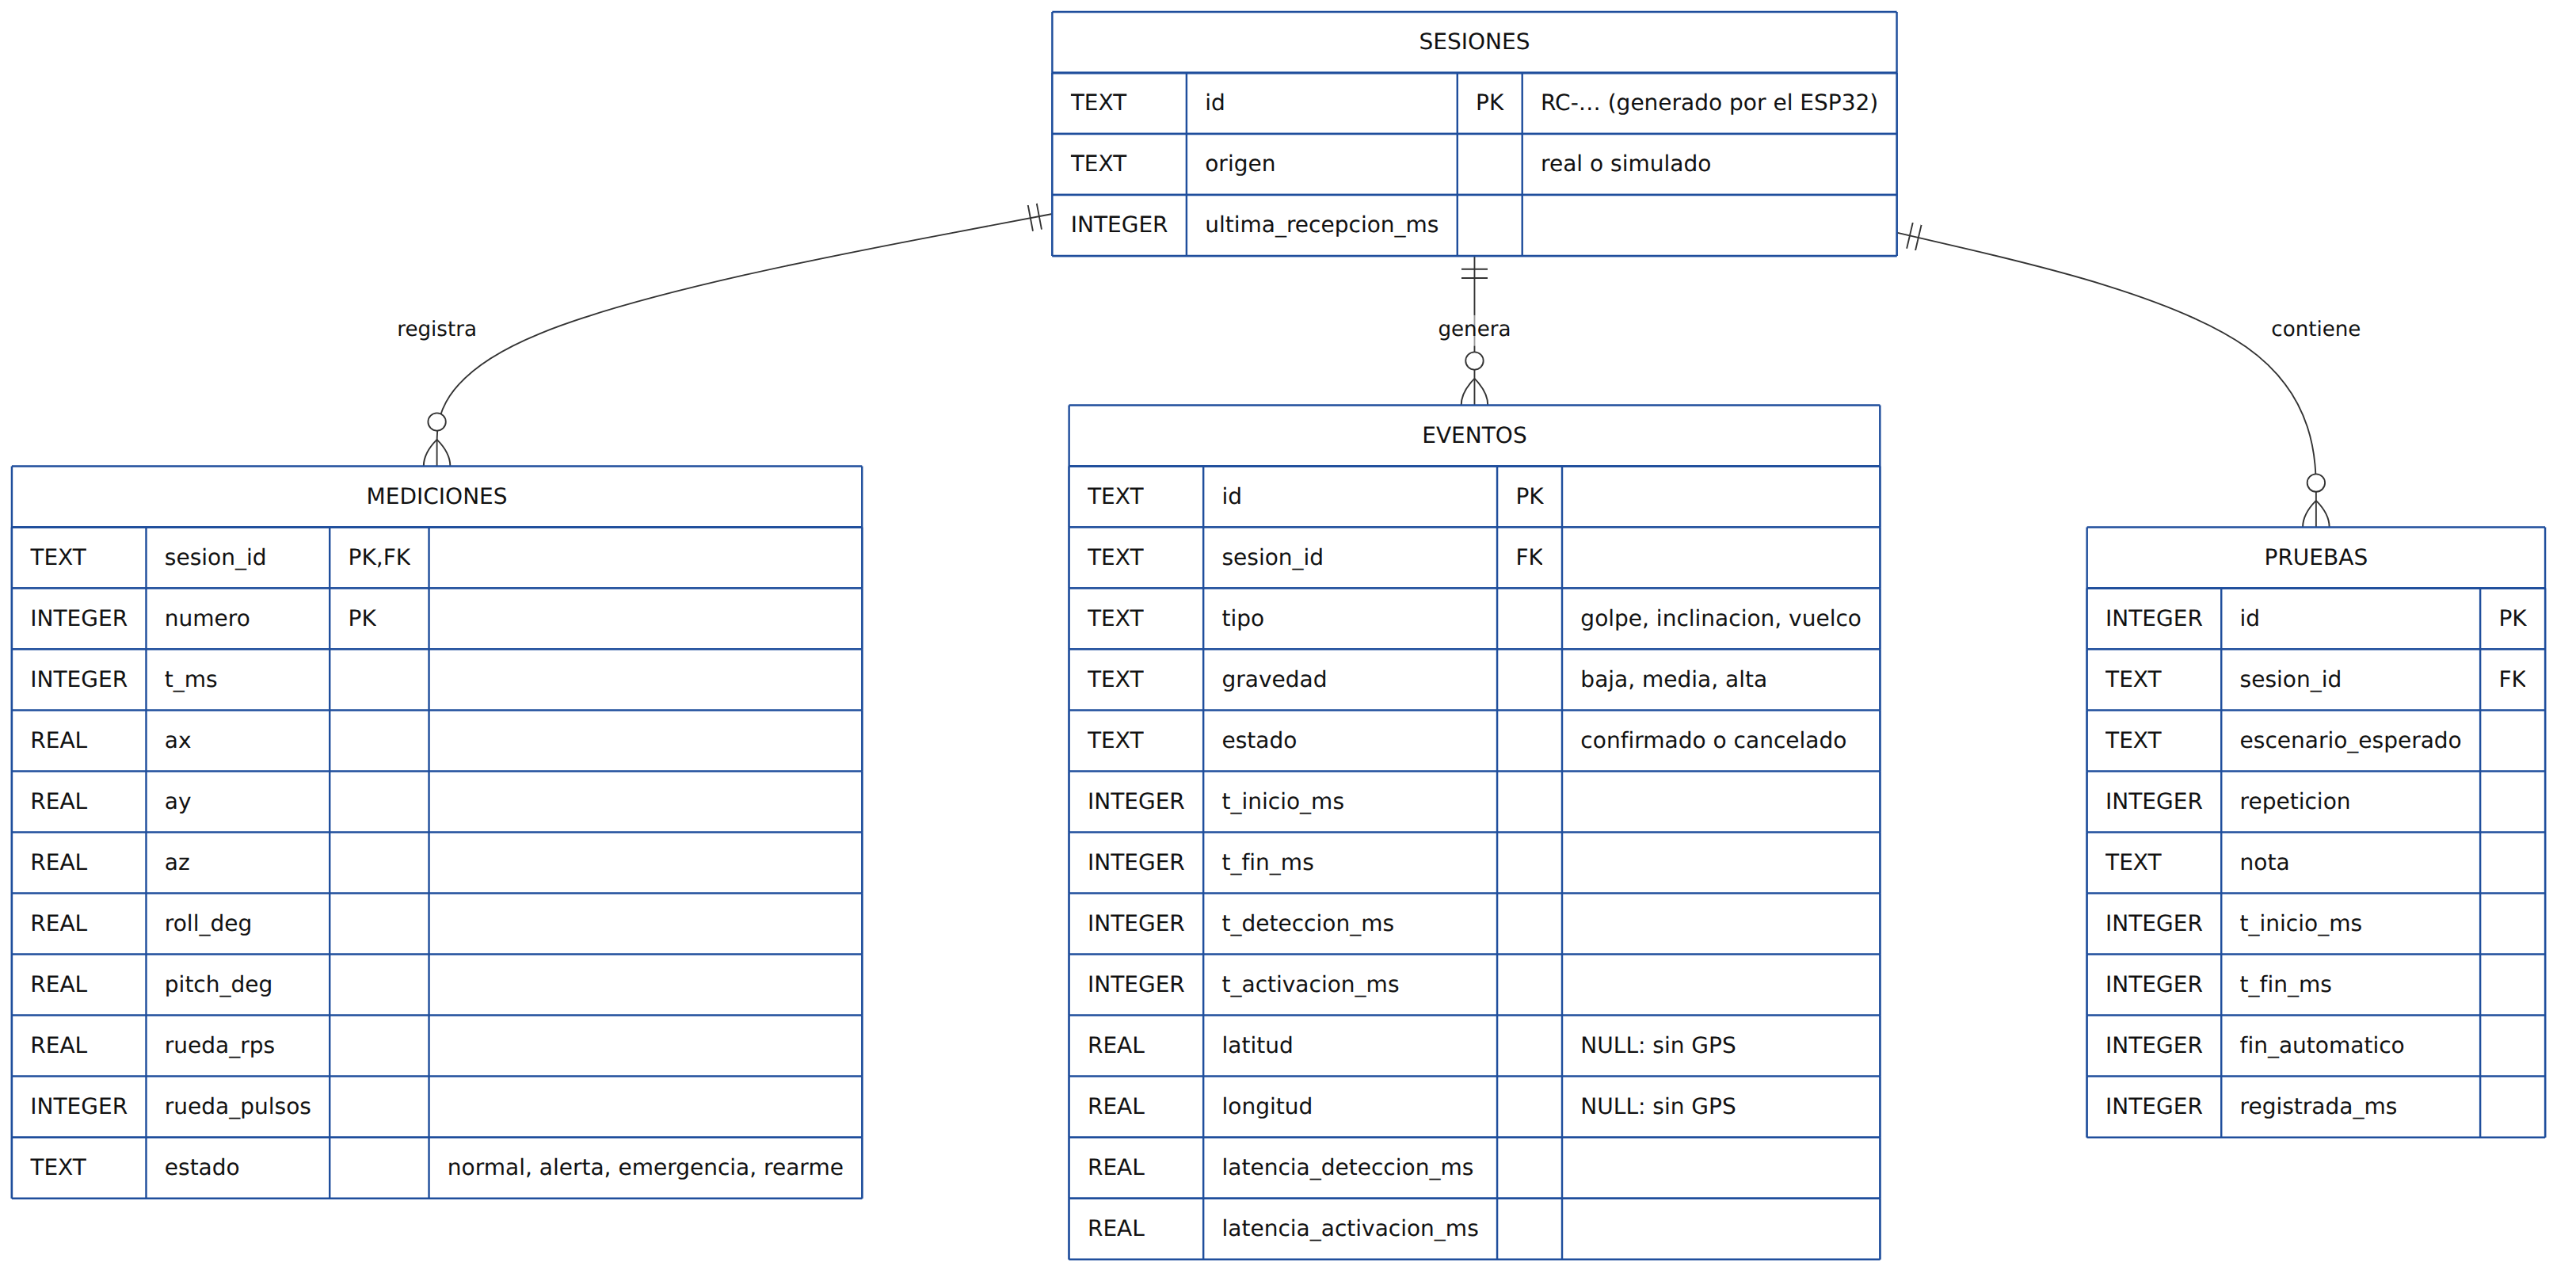 SESIONES
TEXT id PK RC-... (generado por el ESP32)
TEXT origen real o simulado
INTEGER ultima_recepcion_ms
registra
genera
contiene
MEDICIONES
TEXT sesion_id PK,FK
INTEGER numero PK
INTEGER t_ms
REAL ax
REAL ay
REAL az
REAL roll_deg
REAL pitch_deg
REAL rueda_rps
INTEGER rueda_pulsos
TEXT estado normal, alerta, emergencia, rearme
EVENTOS
TEXT id PK
TEXT sesion_id FK
TEXT tipo golpe, inclinacion, vuelco
TEXT gravedad baja, media, alta
TEXT estado confirmado o cancelado
INTEGER t_inicio_ms
INTEGER t_fin_ms
INTEGER t_deteccion_ms
INTEGER t_activacion_ms
REAL latitud NULL: sin GPS
REAL longitud NULL: sin GPS
REAL latencia_deteccion_ms
REAL latencia_activacion_ms
PRUEBAS
INTEGER id PK
TEXT sesion_id FK
TEXT escenario_esperado
INTEGER repeticion
TEXT nota
INTEGER t_inicio_ms
INTEGER t_fin_ms
INTEGER fin_automatico
INTEGER registrada_ms